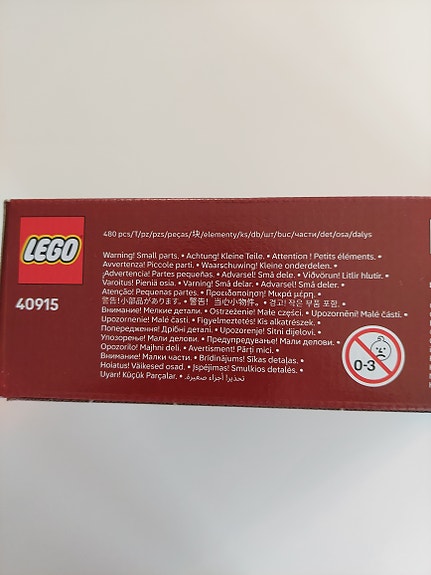 LEGO
40915
480 pcs/T/pz/pzs/peças/块/elementy/ks/db/шт/buc/части/det/osa/dalys
Warning! Small parts. • Achtung! Kleine Teile. • Attention ! Petits éléments. •
Avvertenza! Piccole parti. • Waarschuwing! Kleine onderdelen. •
¡Advertencia! Partes pequeñas. • Advarsel! Små dele. • Viðvörun! Litlir hlutir. •
Varoitus! Pieniä osia. • Varning! Små delar. • Advarsel! Små deler. •
Atenção! Pequenas partes. • Προειδοποίηση! Μικρά μέρη. •
警告!小部品があります。• 警告! 当心小物件。• 경고! 작은 부품 포함. •
Внимание! Мелкие детали. • Ostrzeżenie! Małe części. • Upozornění! Malé části. •
Upozornenie! Malé časti. • Figyelmeztetés! Kis alkatrészek. •
Попередження! Дрібні деталі. • Upozorenje! Sitni dijelovi. •
Упозорење! Мали делови. • Предупредување! Мали делови. •
Opozorilo! Majhni deli. • Avertisment! Părți mici. •
Внимание! Малки части. • Brīdinājums! Sīkas detaļas. •
Hoiatus! Väikesed osad. • Įspėjimas! Smulkios detalės. •
Uyarı! Küçük Parçalar. • تحذير! أجزاء صغيرة. •
0-3